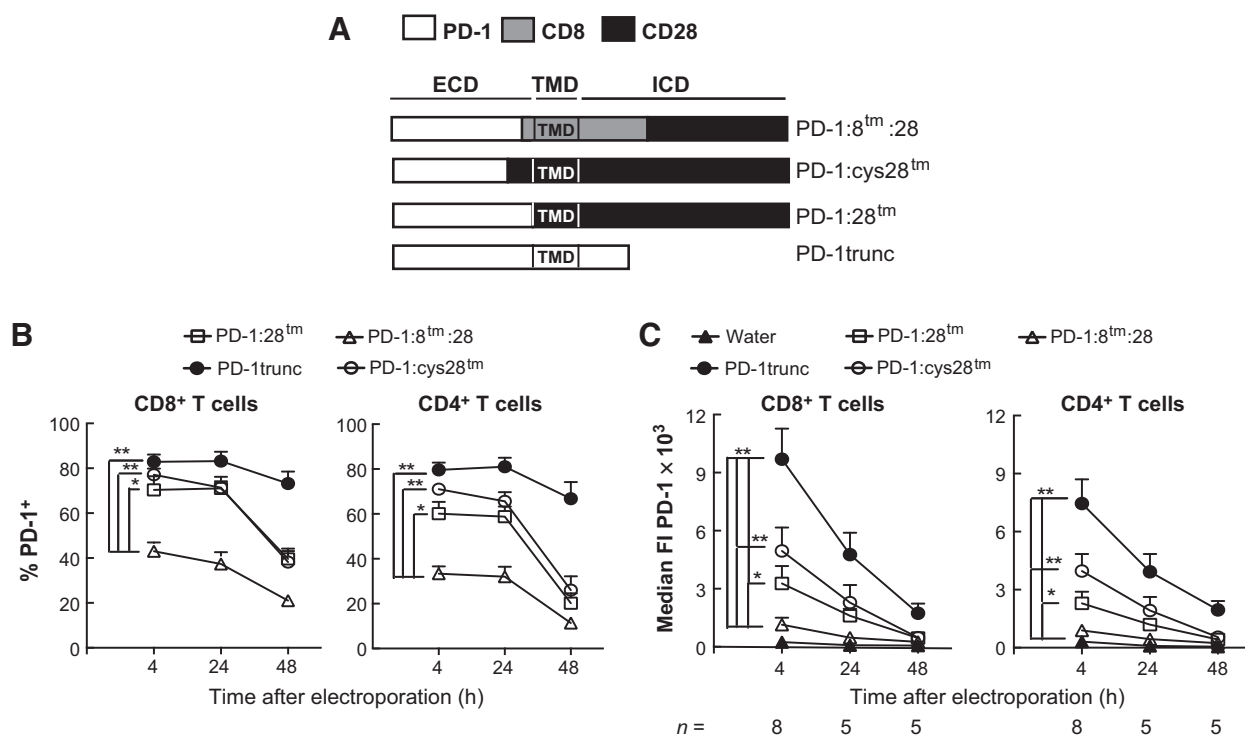 A PD-1 CD8 CD28
ECD TMD ICD
TMD PD-1:8tm :28
TMD PD-1:cys28tm
TMD PD-1:28tm
TMD PD-1trunc
B
PD-1:28tm PD-1:8tm:28
PD-1trunc PD-1:cys28tm
CD8+ T cells CD4+ T cells
% PD-1+
100 80 60 40 20 0
** ** *
4 24 48
100 80 60 40 20 0
** ** *
4 24 48
Time after electroporation (h)
C
Water PD-1:28tm PD-1:8tm:28
PD-1trunc PD-1:cys28tm
CD8+ T cells CD4+ T cells
Median FI PD-1 × 103
12 9 6 3 0
** ** *
4 24 48
12 9 6 3 0
** ** *
4 24 48
Time after electroporation (h)
n = 8 5 5 8 5 5